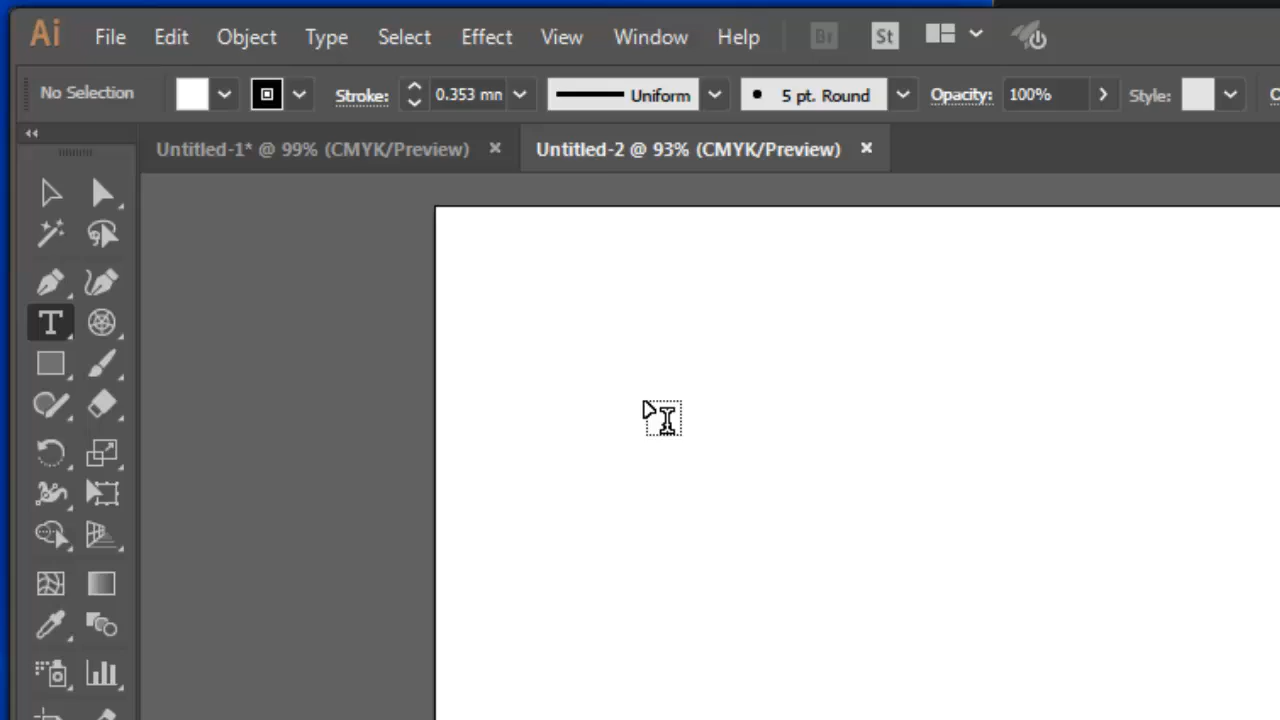 Ai File Edit Object Type Select Effect View Window Help Br St
No Selection Stroke: 0.353 mn Uniform 5 pt. Round Opacity: 100% Style:
Untitled-1* @ 99% (CMYK/Preview) × Untitled-2 @ 93% (CMYK/Preview) ×
T